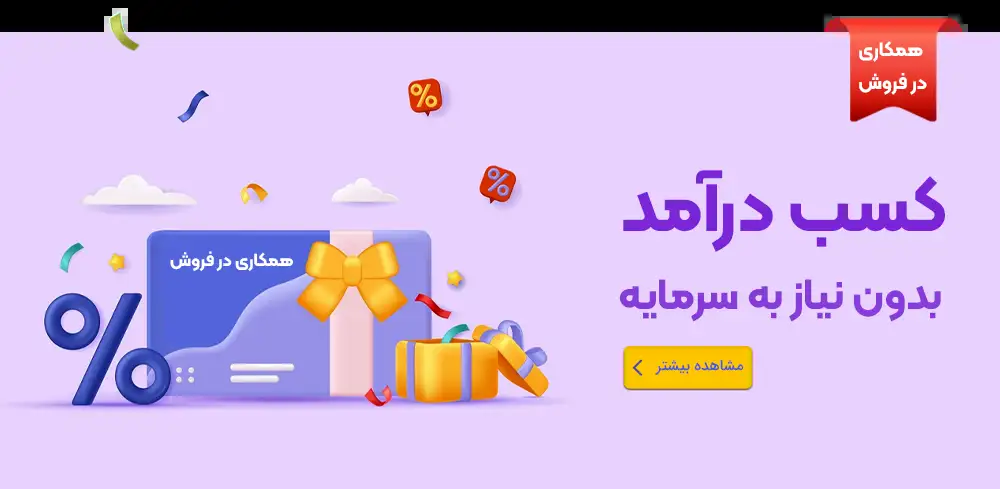 همکاری
در فروش
کسب درآمد
بدون نیاز به سرمایه
مشاهده بیشتر
همکاری در فروش
%
%
%